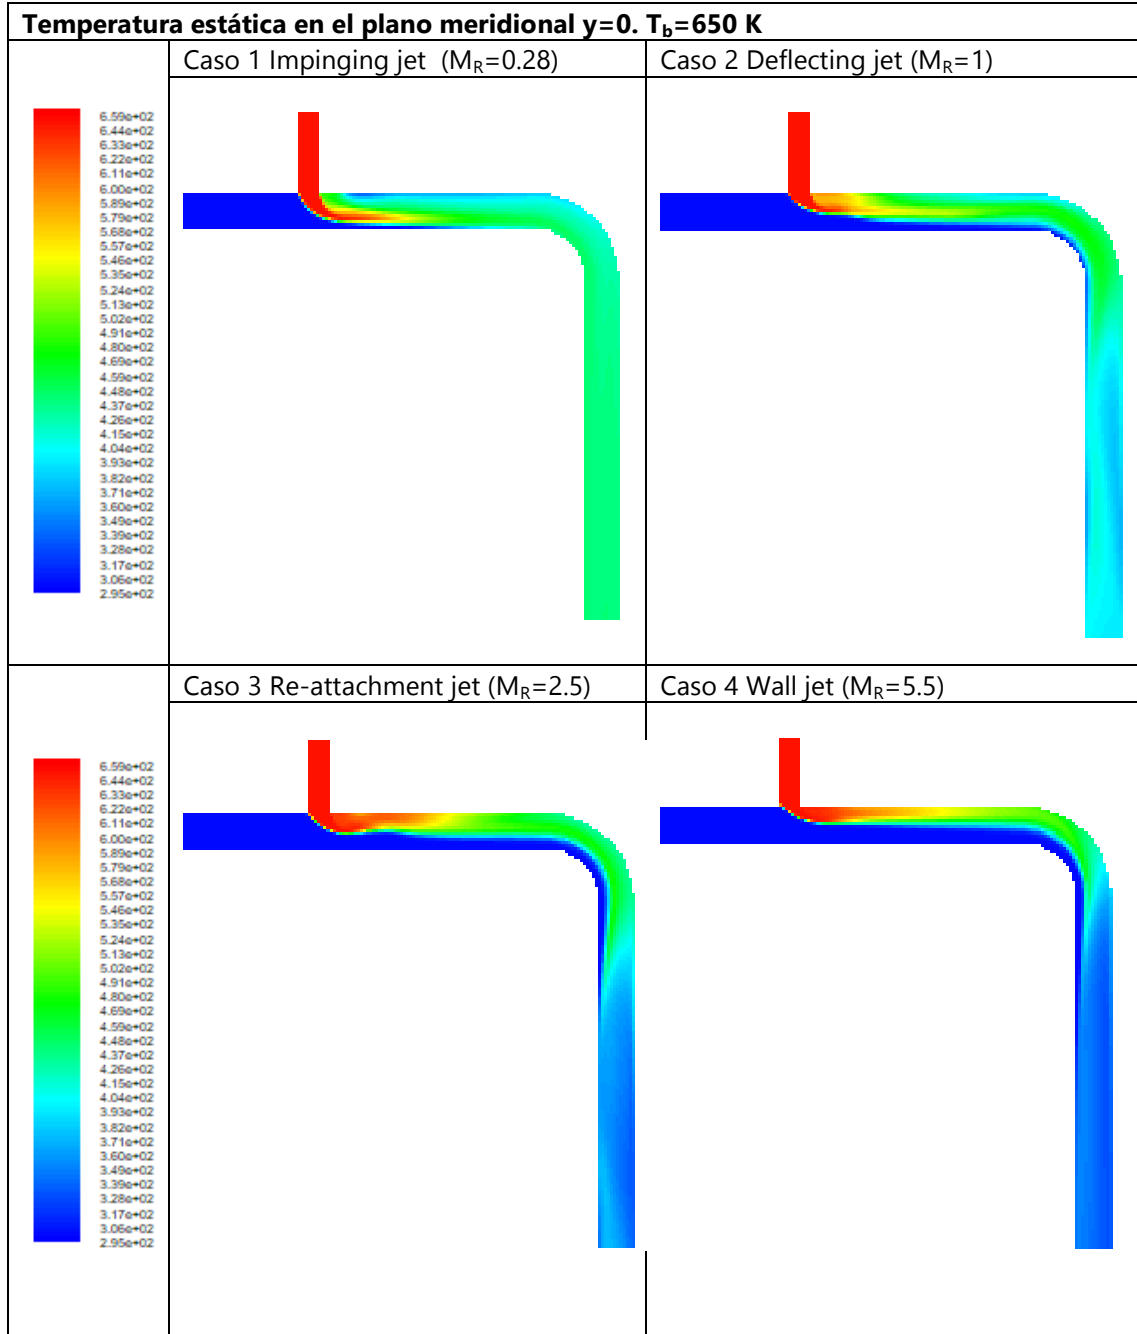 Temperatura estática en el plano meridional y=0. Tb=650 K
Caso 1 Impinging jet (MR=0.28)
Caso 2 Deflecting jet (MR=1)
6.59e+02
6.44e+02
6.33e+02
6.22e+02
6.11e+02
6.00e+02
5.89e+02
5.79e+02
5.68e+02
5.57e+02
5.46e+02
5.35e+02
5.24e+02
5.13e+02
5.02e+02
4.91e+02
4.80e+02
4.69e+02
4.59e+02
4.48e+02
4.37e+02
4.26e+02
4.15e+02
4.04e+02
3.93e+02
3.82e+02
3.71e+02
3.60e+02
3.49e+02
3.39e+02
3.28e+02
3.17e+02
3.06e+02
2.95e+02
Caso 3 Re-attachment jet (MR=2.5)
Caso 4 Wall jet (MR=5.5)
6.59e+02
6.44e+02
6.33e+02
6.22e+02
6.11e+02
6.00e+02
5.89e+02
5.79e+02
5.68e+02
5.57e+02
5.46e+02
5.35e+02
5.24e+02
5.13e+02
5.02e+02
4.91e+02
4.80e+02
4.69e+02
4.59e+02
4.48e+02
4.37e+02
4.26e+02
4.15e+02
4.04e+02
3.93e+02
3.82e+02
3.71e+02
3.60e+02
3.49e+02
3.39e+02
3.28e+02
3.17e+02
3.06e+02
2.95e+02